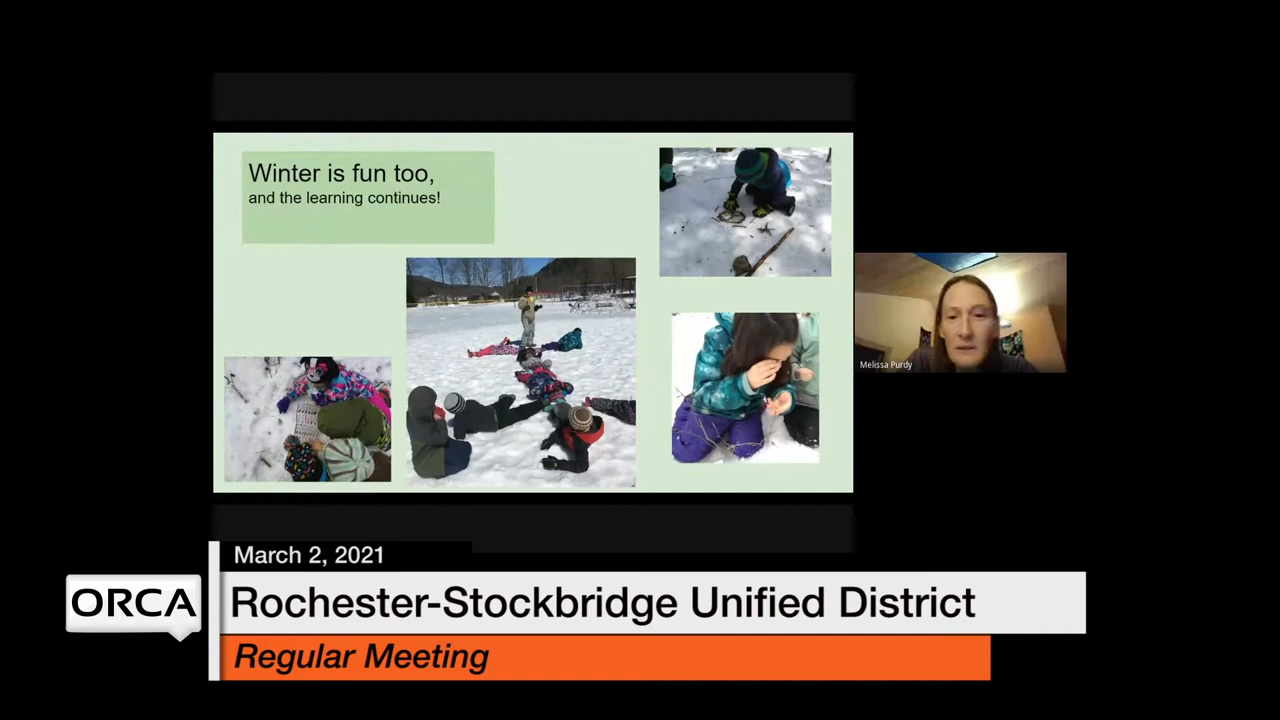 Winter is fun too,
and the learning continues!
Melissa Purdy
March 2, 2021
ORCA
Rochester-Stockbridge Unified District
Regular Meeting